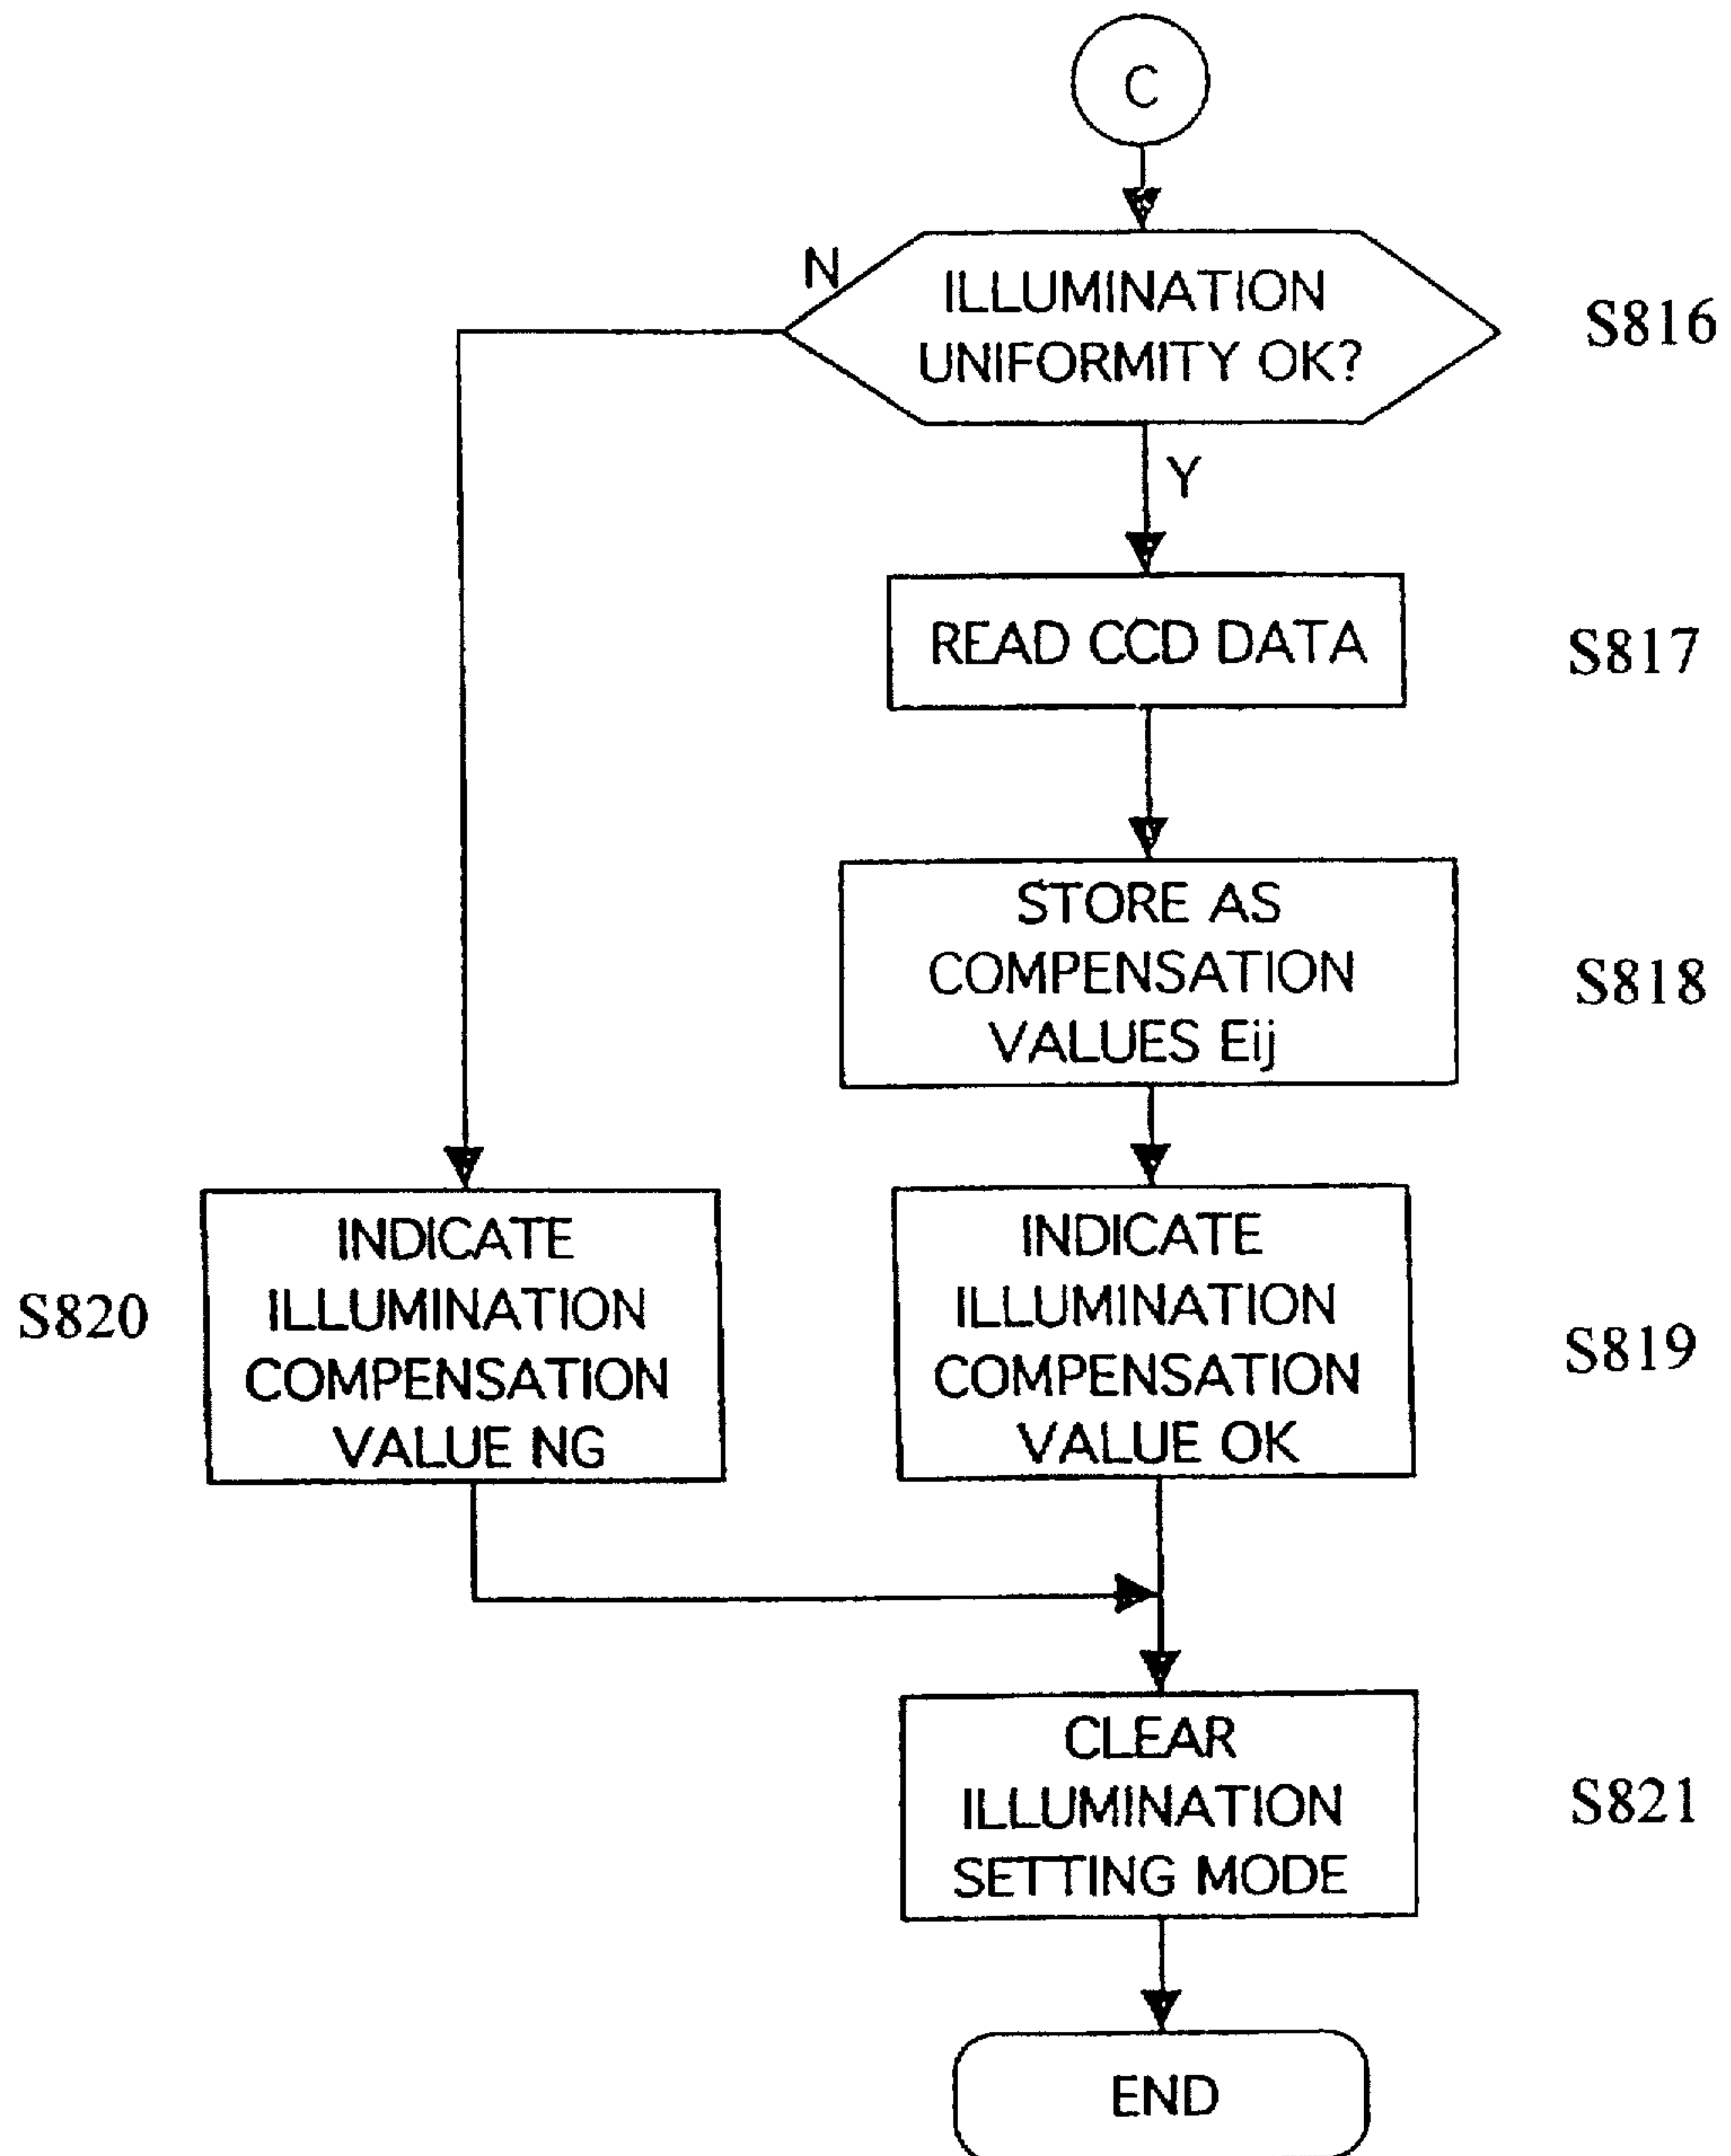 C
N
ILLUMINATION
UNIFORMITY OK?
S816
Y
READ CCD DATA
S817
STORE AS
COMPENSATION
VALUES Eij
S818
INDICATE
ILLUMINATION
COMPENSATION
VALUE NG
S820
INDICATE
ILLUMINATION
COMPENSATION
VALUE OK
S819
CLEAR
ILLUMINATION
SETTING MODE
S821
END